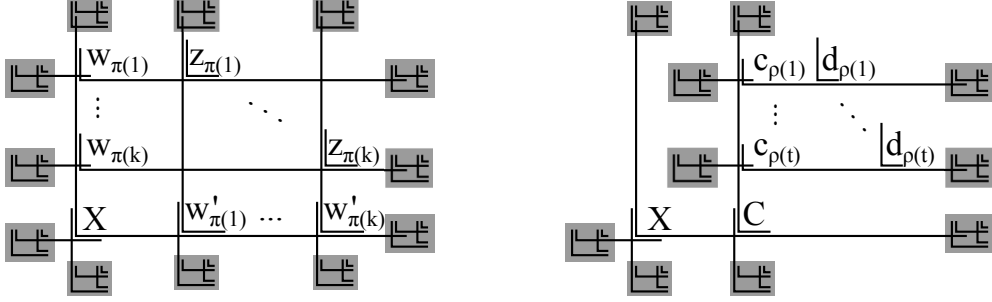 w_π(1) z_π(1) c_ρ(1) d_ρ(1)
⋮ ⋱ ⋮ ⋱
w_π(k) z_π(k) c_ρ(t) d_ρ(t)
X w'_π(1) ... w'_π(k) X C